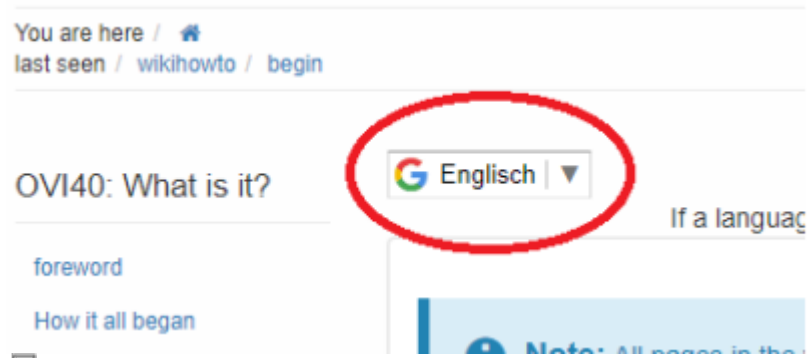 You are here /
last seen / wikihowto / begin
Englisch
OVI40: What is it?
If a languag
foreword
How it all began
Note: All pages in the